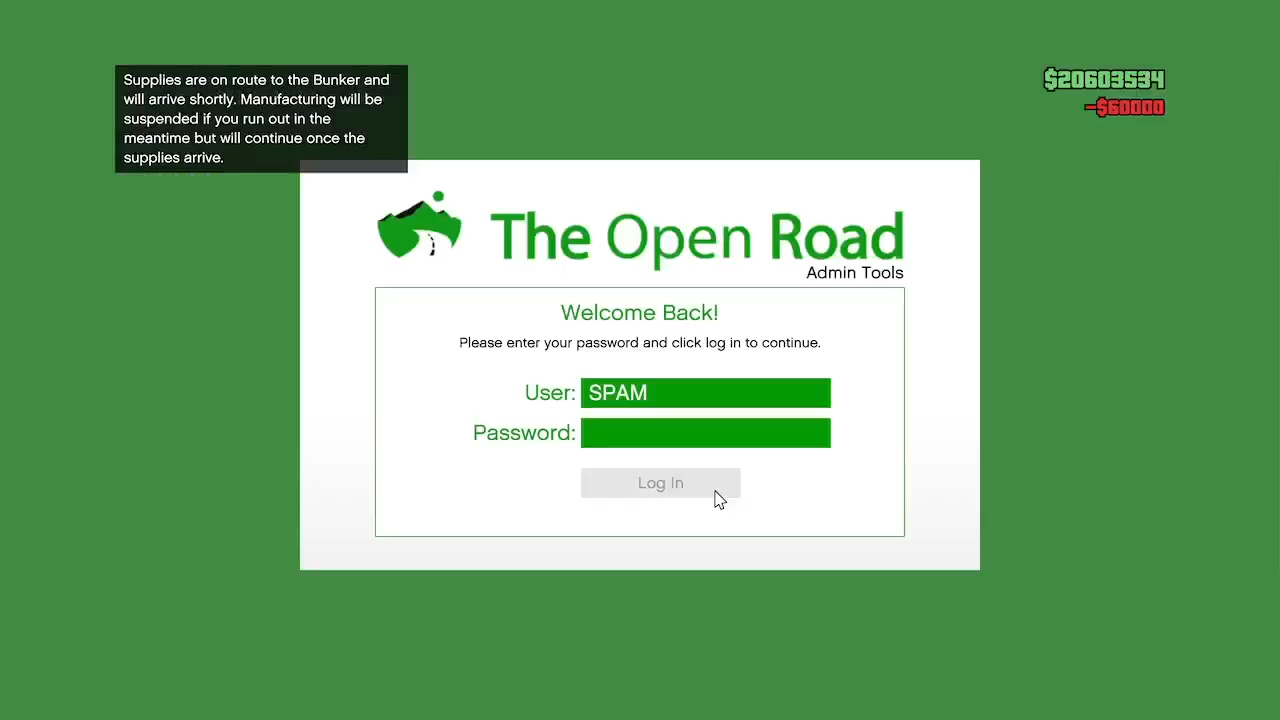 Supplies are on route to the Bunker and
will arrive shortly. Manufacturing will be
suspended if you run out in the
meantime but will continue once the
supplies arrive.
$20603534
-$60000
The Open Road
Admin Tools
Welcome Back!
Please enter your password and click log in to continue.
User: SPAM
Password:
Log In